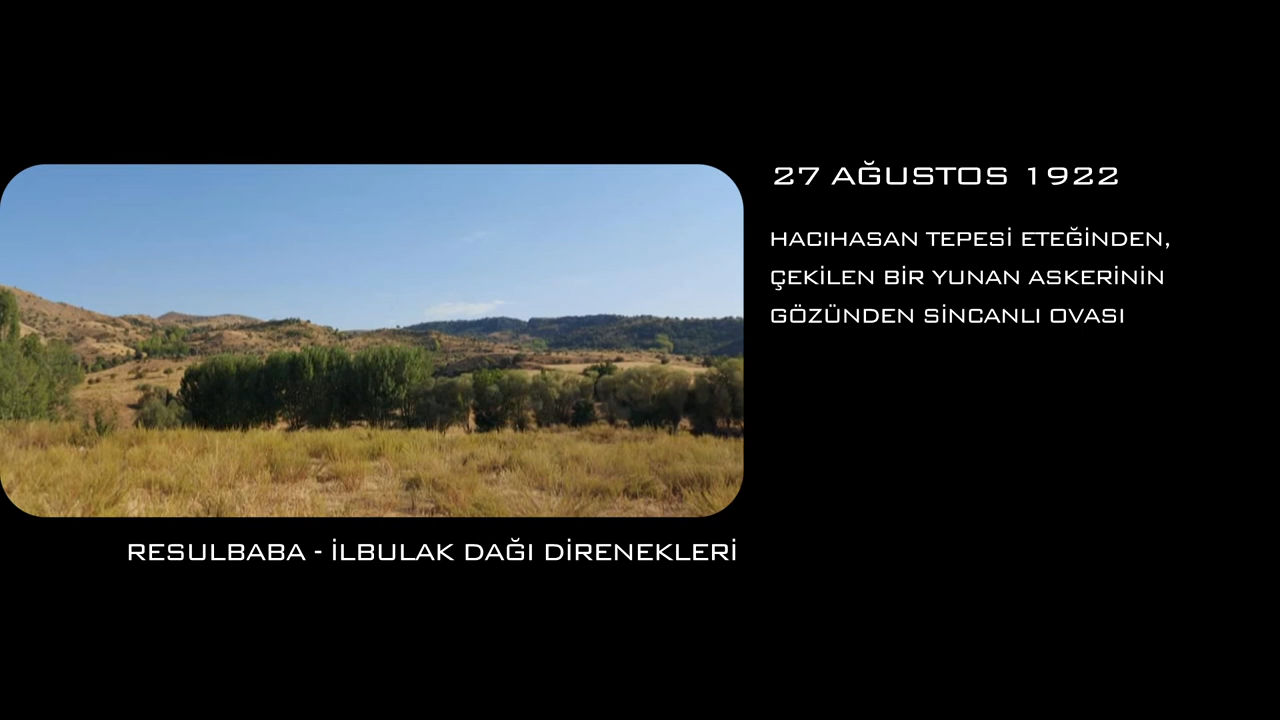 27 AĞUSTOS 1922
HACIHASAN TEPESİ ETEĞİNDEN,
ÇEKİLEN BİR YUNAN ASKERİNİN
GÖZÜNDEN SİNCANLI OVASI
RESULBABA - İLBULAK DAĞI DİRENEKLERİ